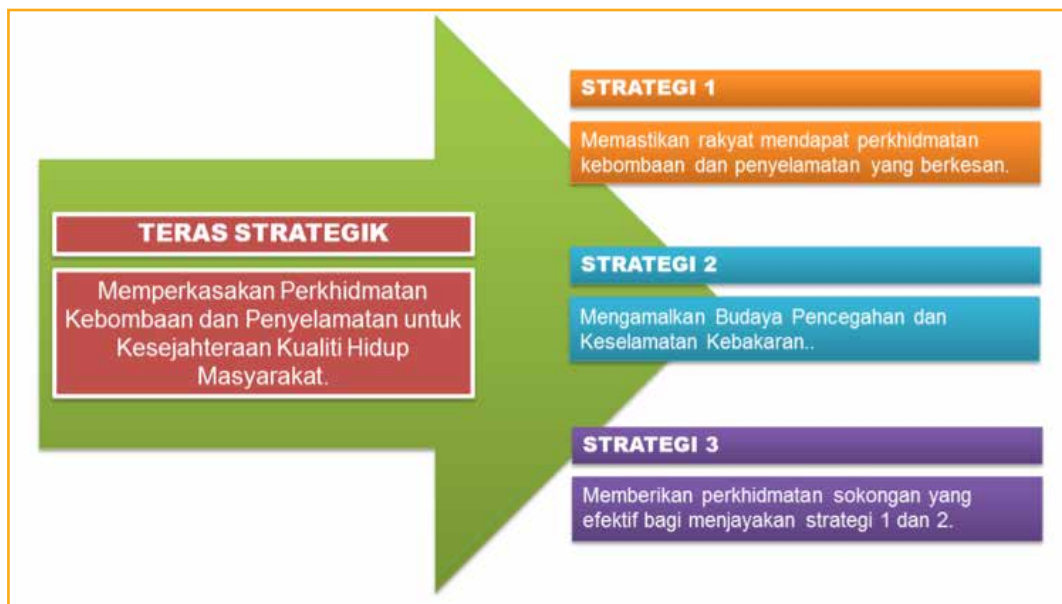 TERAS STRATEGIK
Memperkasakan Perkhidmatan
Kebombaan dan Penyelamatan untuk
Kesejahteraan Kualiti Hidup
Masyarakat.
STRATEGI 1
Memastikan rakyat mendapat perkhidmatan
kebombaan dan penyelamatan yang berkesan.
STRATEGI 2
Mengamalkan Budaya Pencegahan dan
Keselamatan Kebakaran..
STRATEGI 3
Memberikan perkhidmatan sokongan yang
efektif bagi menjayakan strategi 1 dan 2.